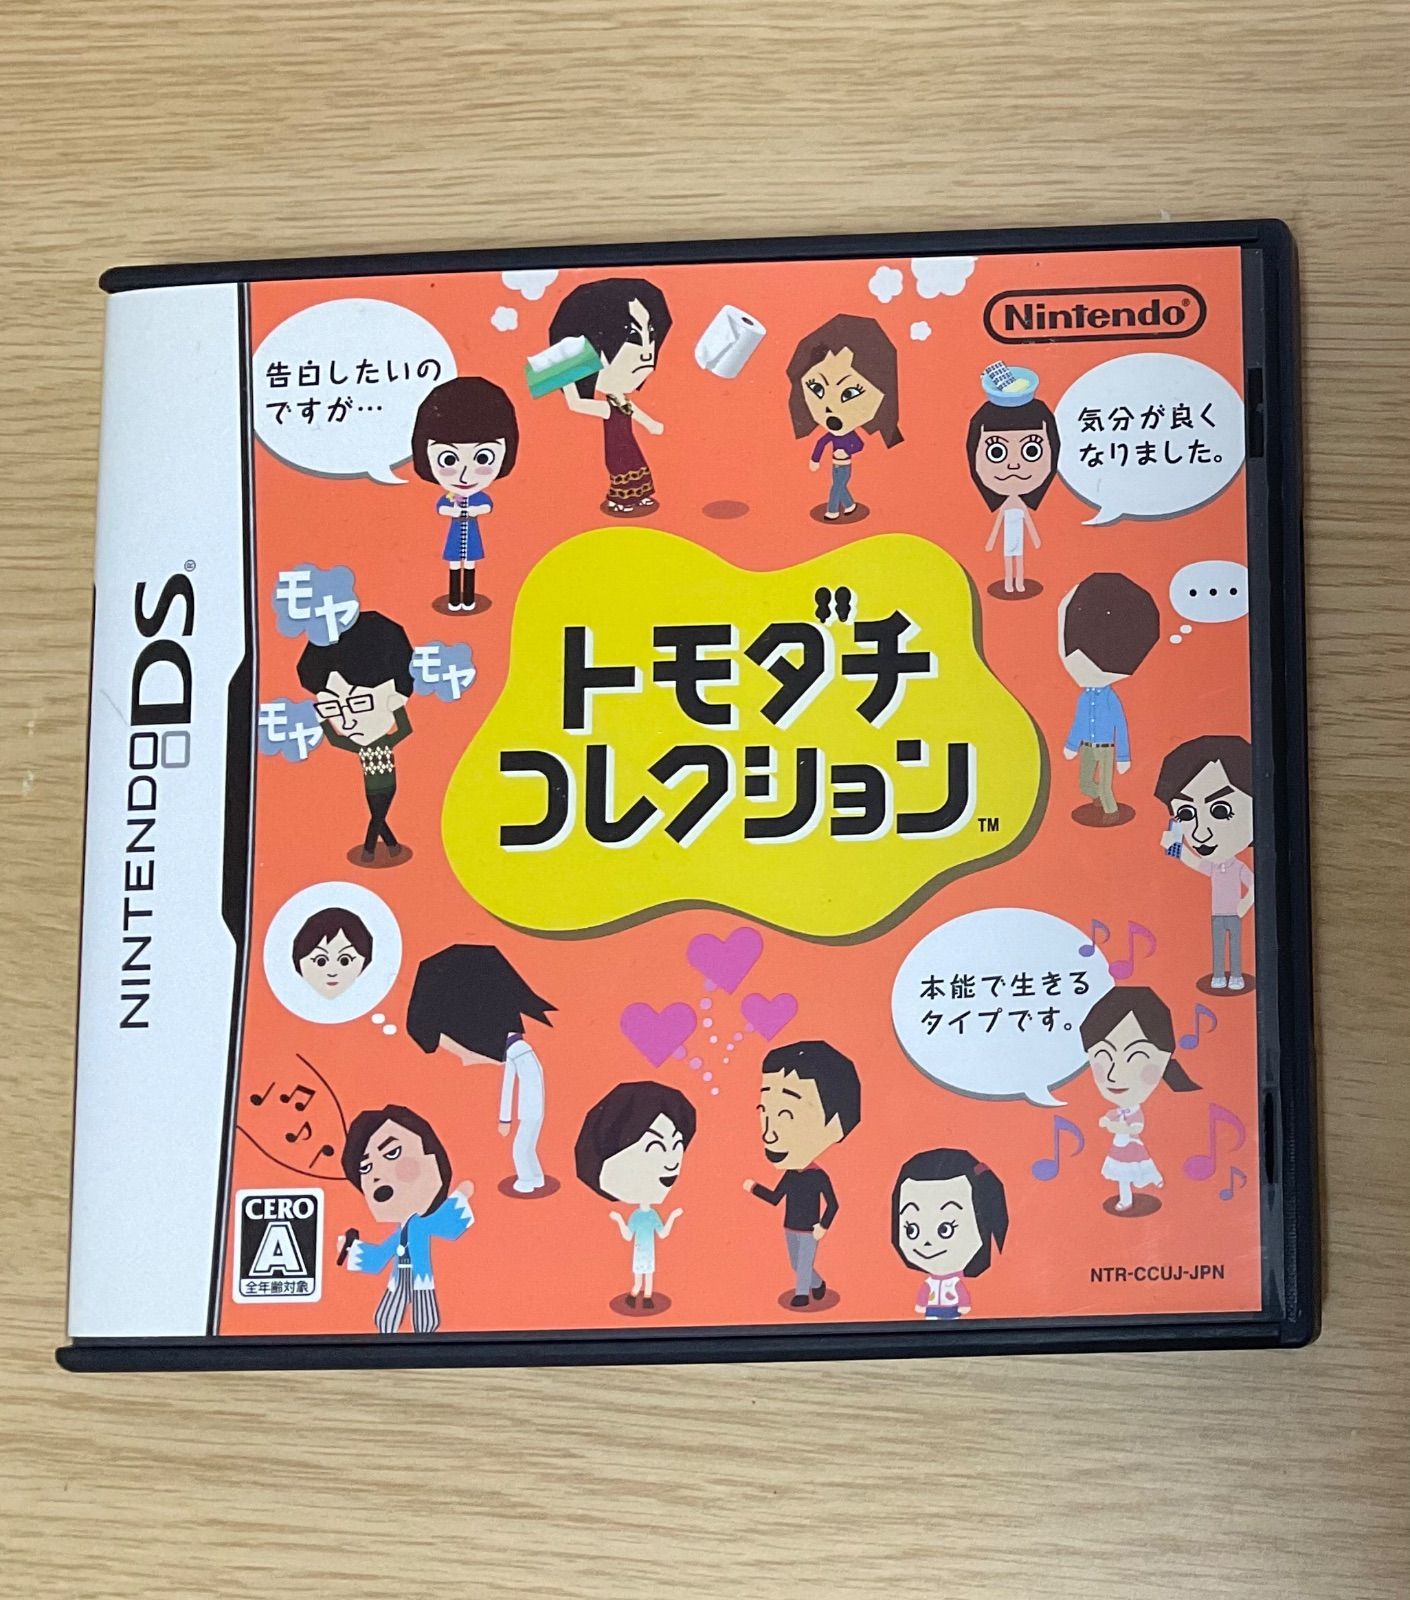 Nintendo®
告白したいの
ですが…
気分が良く
なりました。
モヤ
モヤ
モヤ
...
トモダチ
コレクション™
NINTENDO DS®
本能で生きる
タイプです。
CERO
A
全年齢対象
NTR-CCUJ-JPN